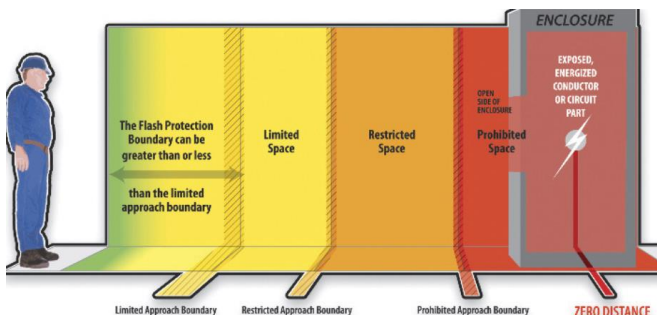 ENCLOSURE
EXPOSED,
ENERGIZED
CONDUCTOR
OR CIRCUIT
PART
OPEN
SIDE OF
ENCLOSURE
The Flash Protection
Boundary can be
greater than or less
than the limited
approach boundary
Limited
Space
Restricted
Space
Prohibited
Space
Limited Approach Boundary
Restricted Approach Boundary
Prohibited Approach Boundary
ZERO DISTANCE